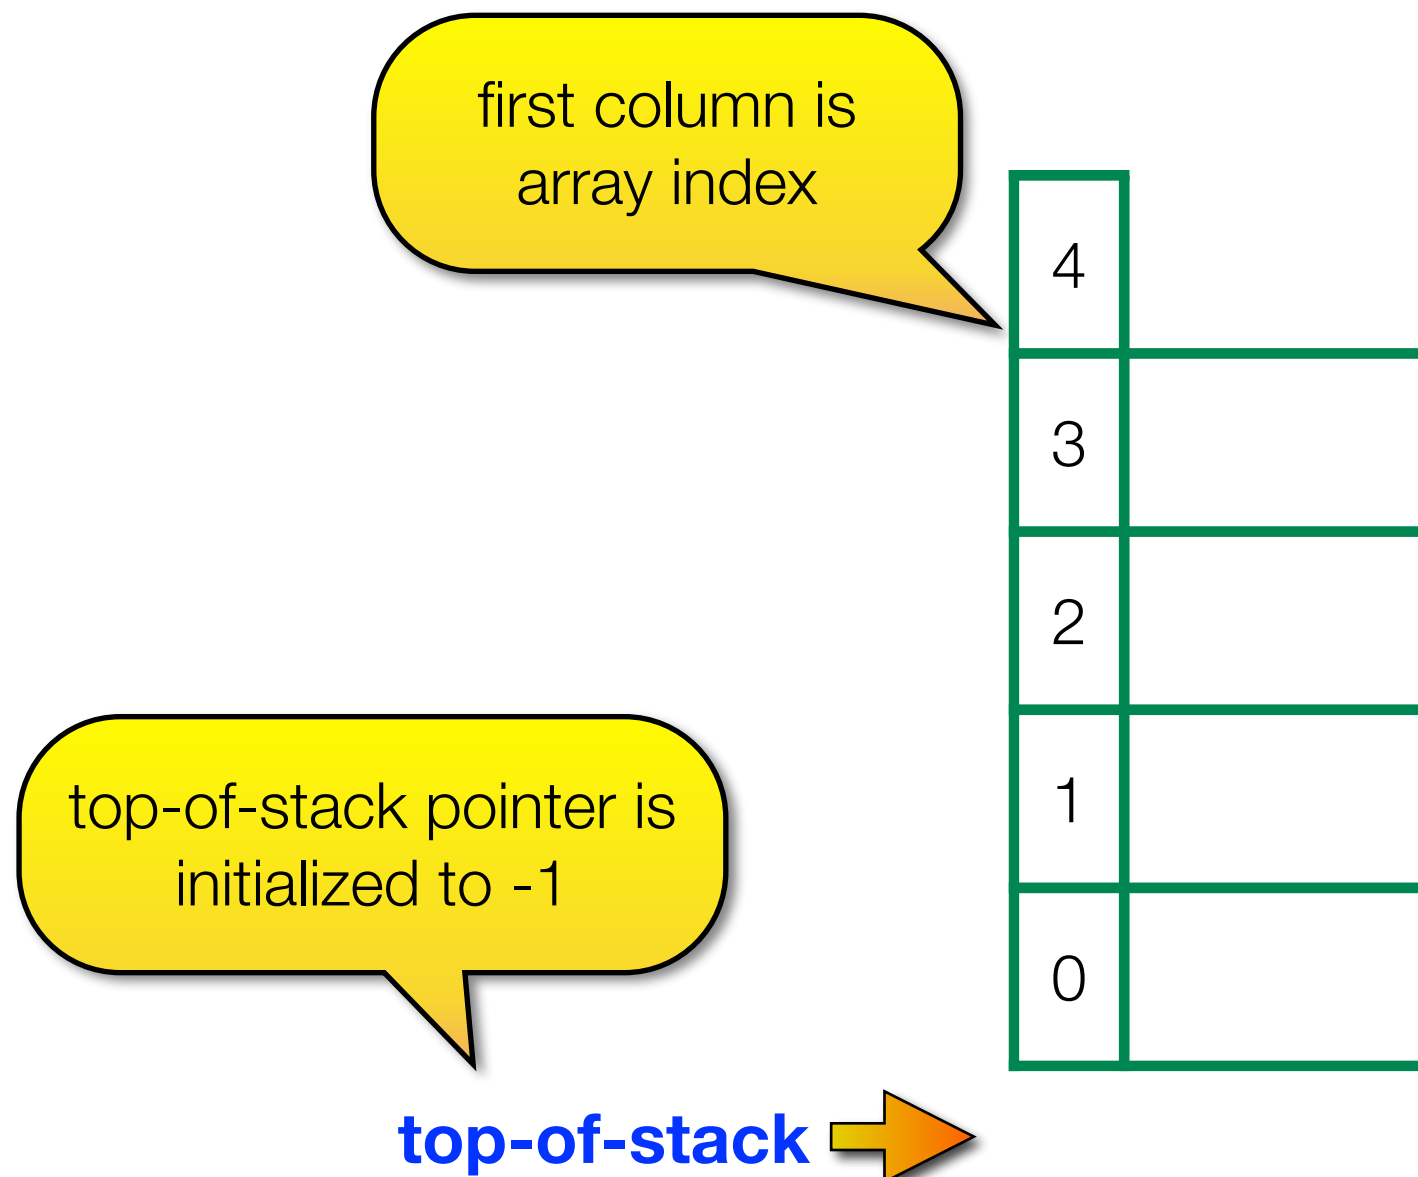 first column is
array index
4
3
2
top-of-stack pointer is
initialized to -1
1
0
top-of-stack